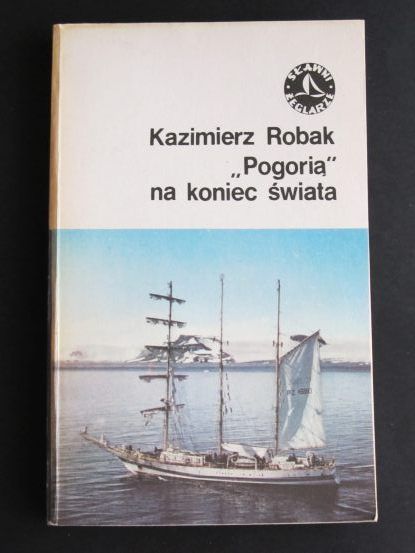 SŁAWNI
ŻEGLARZE
Kazimierz Robak
„Pogorią”
na koniec świata